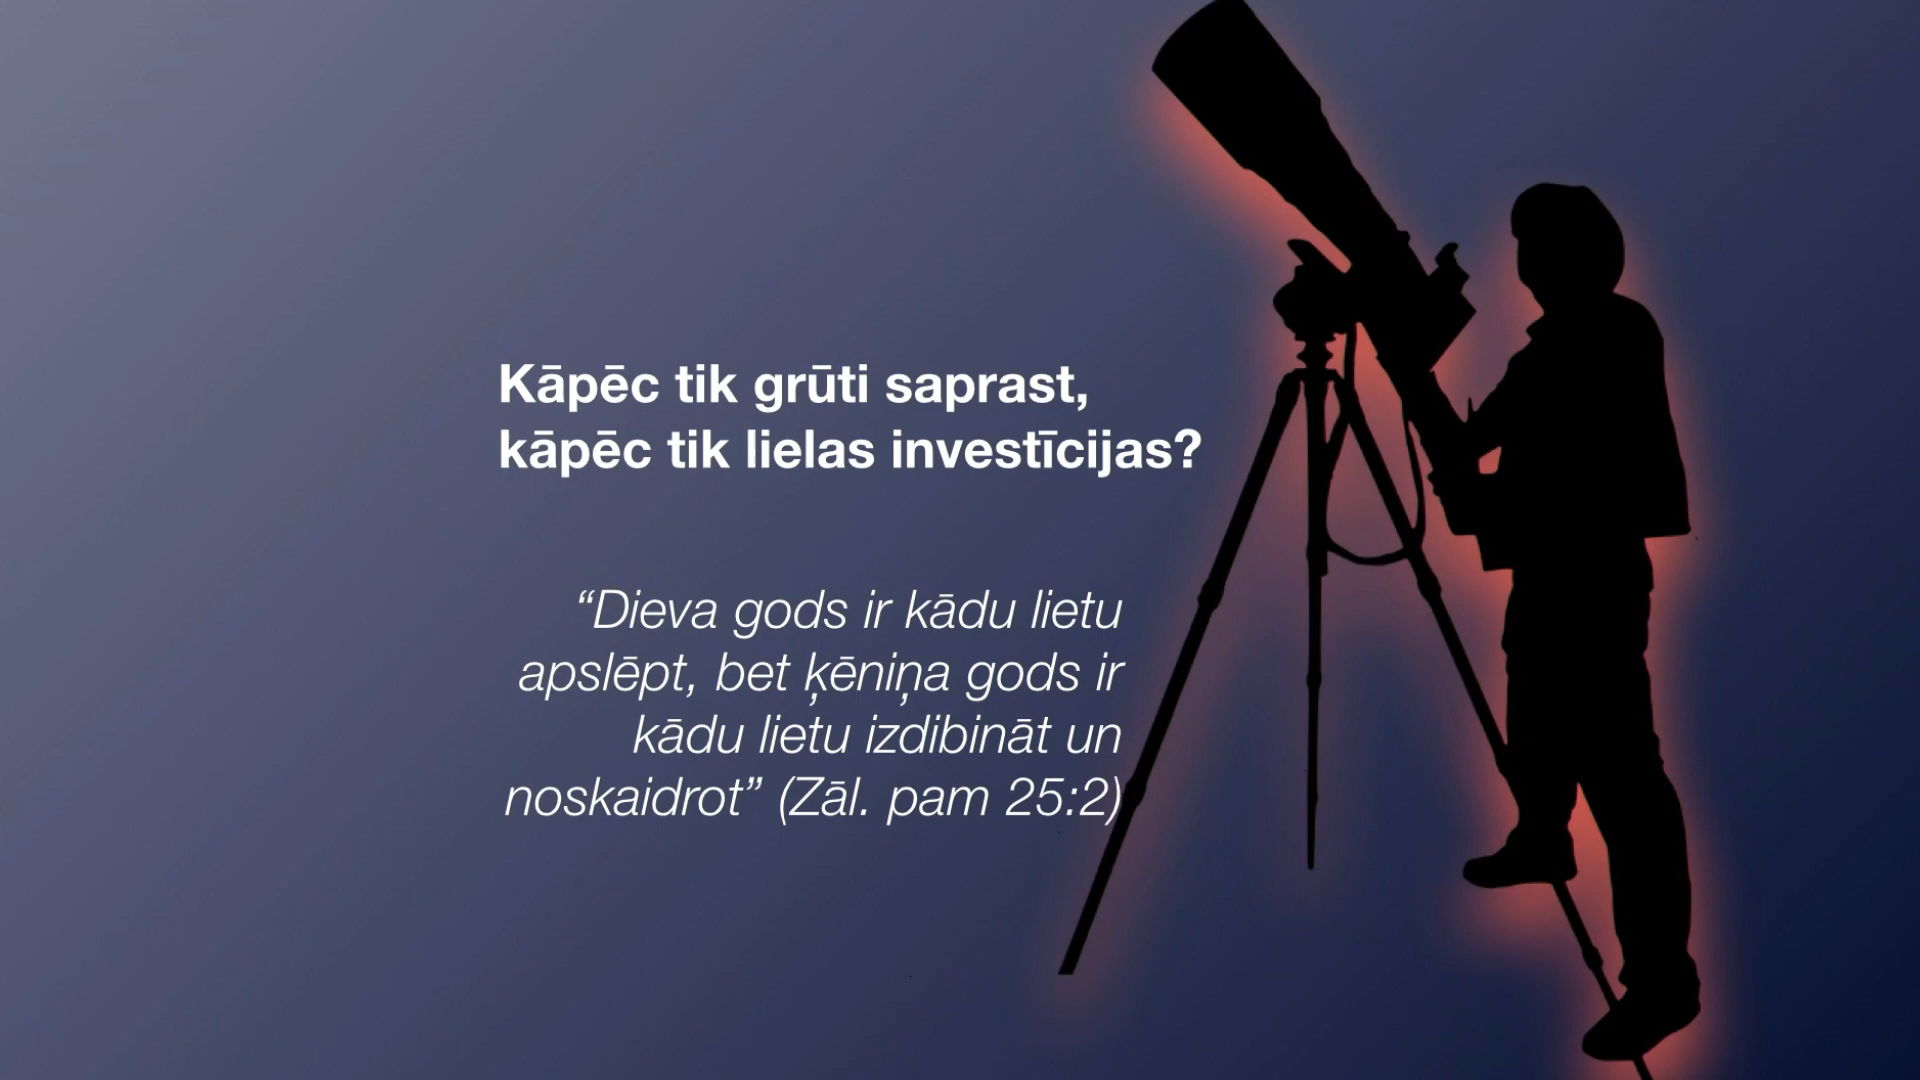 Kāpēc tik grūti saprast,
kāpēc tik lielas investīcijas?
“Dieva gods ir kādu lietu
apslēpt, bet ķēniņa gods ir
kādu lietu izdibināt un
noskaidrot” (Zāl. pam 25:2)